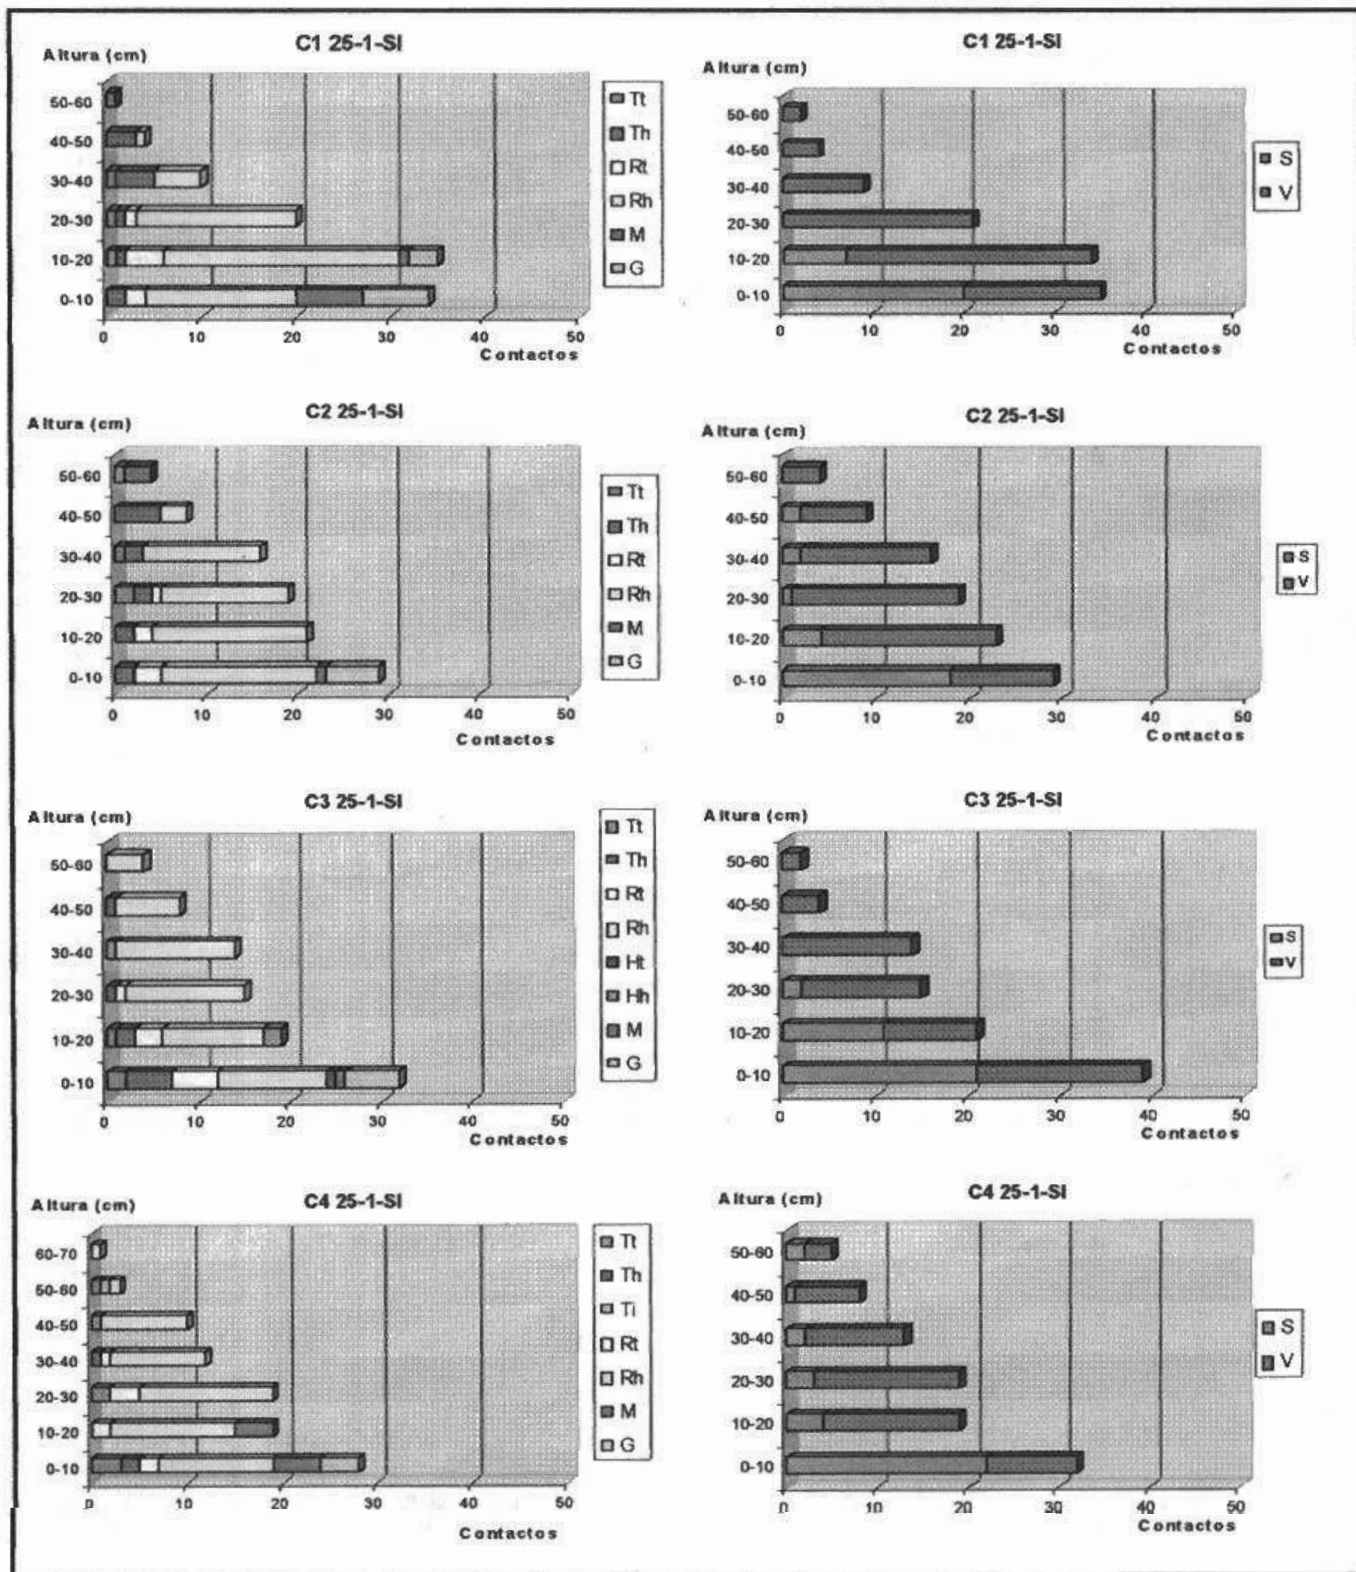 C1 25-1-SI
Altura (cm)
50-60
40-50
30-40
20-30
10-20
0-10
0 10 20 30 40 50
Contactos
Tt
Th
Rt
Rh
M
G
C1 25-1-SI
Altura (cm)
50-60
40-50
30-40
20-30
10-20
0-10
0 10 20 30 40 50
Contactos
S
V
C2 25-1-SI
Altura (cm)
50-60
40-50
30-40
20-30
10-20
0-10
0 10 20 30 40 50
Contactos
Tt
Th
Rt
Rh
M
G
C2 25-1-SI
Altura (cm)
50-60
40-50
30-40
20-30
10-20
0-10
0 10 20 30 40 50
Contactos
S
V
C3 25-1-SI
Altura (cm)
50-60
40-50
30-40
20-30
10-20
0-10
0 10 20 30 40 50
Contactos
Tt
Th
Rt
Rh
Ht
Hh
M
G
C3 25-1-SI
Altura (cm)
50-60
40-50
30-40
20-30
10-20
0-10
0 10 20 30 40 50
Contactos
S
V
C4 25-1-SI
Altura (cm)
60-70
50-60
40-50
30-40
20-30
10-20
0-10
0 10 20 30 40 50
Contactos
Tt
Th
Ti
Rt
Rh
M
G
C4 25-1-SI
Altura (cm)
50-60
40-50
30-40
20-30
10-20
0-10
0 10 20 30 40 50
Contactos
S
V